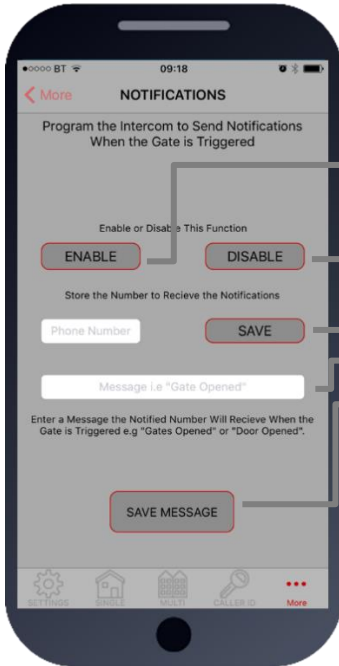 BT 09:18
More NOTIFICATIONS
Program the Intercom to Send Notifications
When the Gate is Triggered
Enable or Disable This Function
ENABLE DISABLE
Store the Number to Recieve the Notifications
Phone Number SAVE
Message i.e "Gate Opened"
Enter a Message the Notified Number Will Recieve When the
Gate is Triggered e.g "Gates Opened" or "Door Opened".
SAVE MESSAGE
SETTINGS SINGLE MULTI CALLER ID More